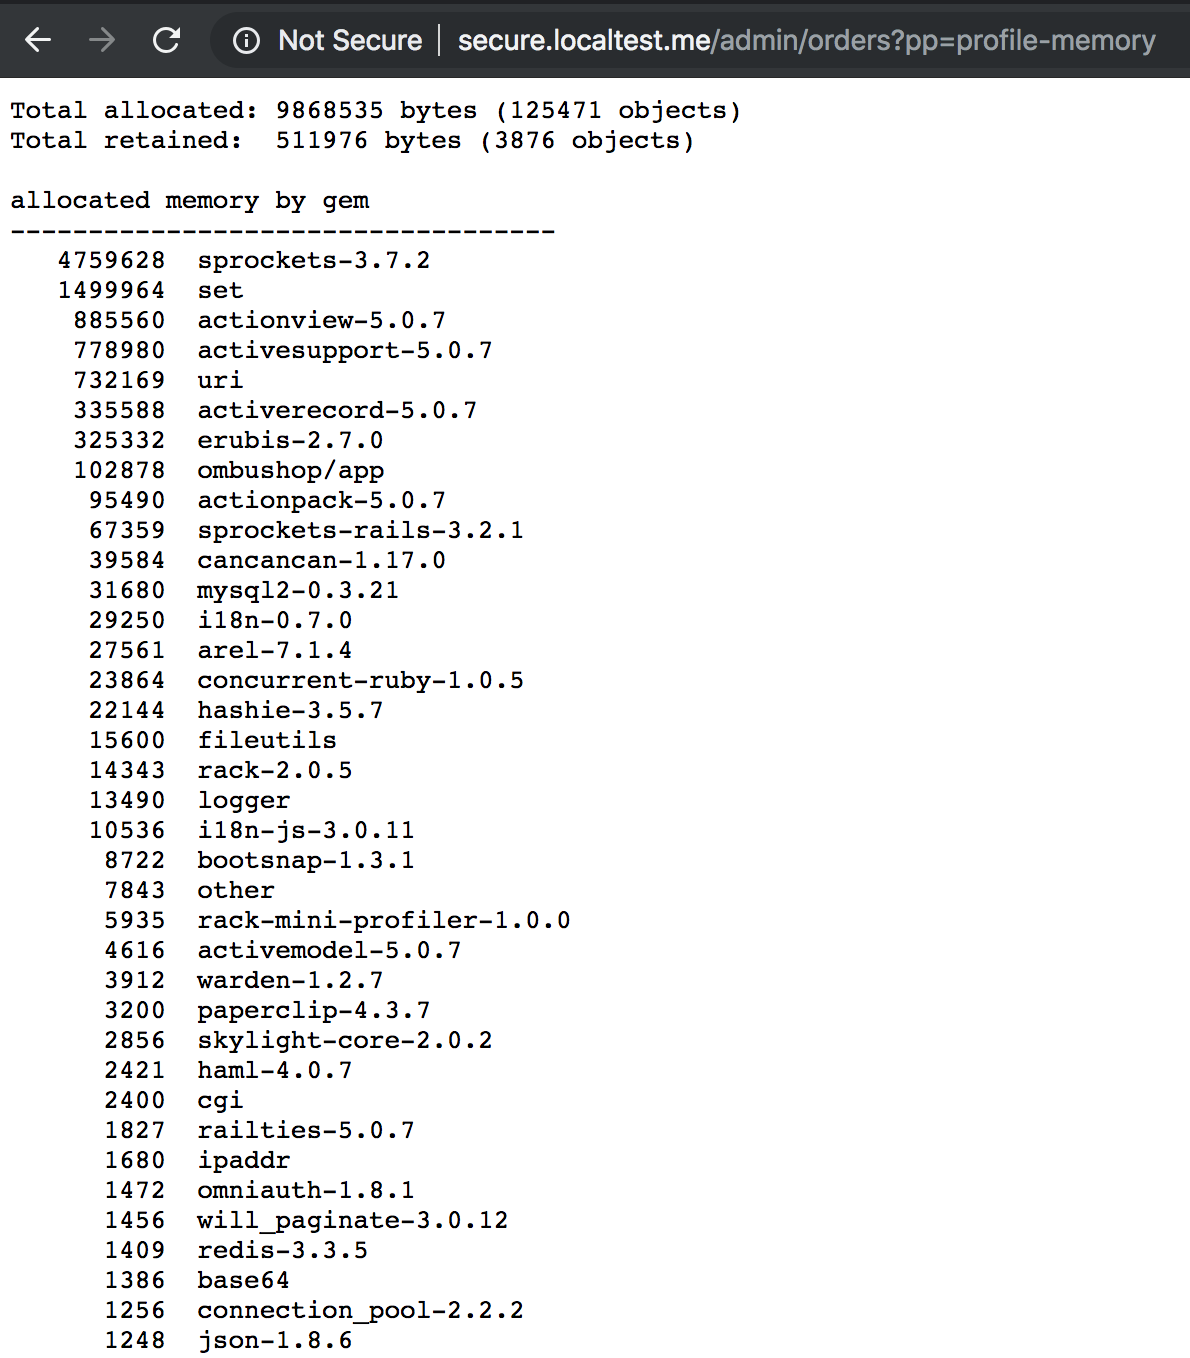 Not Secure | secure.localtest.me/admin/orders?pp=profile-memory
Total allocated: 9868535 bytes (125471 objects)
Total retained:  511976 bytes (3876 objects)
allocated memory by gem
-----------------------------------
   4759628  sprockets-3.7.2
   1499964  set
    885560  actionview-5.0.7
    778980  activesupport-5.0.7
    732169  uri
    335588  activerecord-5.0.7
    325332  erubis-2.7.0
    102878  ombushop/app
     95490  actionpack-5.0.7
     67359  sprockets-rails-3.2.1
     39584  cancancan-1.17.0
     31680  mysql2-0.3.21
     29250  i18n-0.7.0
     27561  arel-7.1.4
     23864  concurrent-ruby-1.0.5
     22144  hashie-3.5.7
     15600  fileutils
     14343  rack-2.0.5
     13490  logger
     10536  i18n-js-3.0.11
      8722  bootsnap-1.3.1
      7843  other
      5935  rack-mini-profiler-1.0.0
      4616  activemodel-5.0.7
      3912  warden-1.2.7
      3200  paperclip-4.3.7
      2856  skylight-core-2.0.2
      2421  haml-4.0.7
      2400  cgi
      1827  railties-5.0.7
      1680  ipaddr
      1472  omniauth-1.8.1
      1456  will_paginate-3.0.12
      1409  redis-3.3.5
      1386  base64
      1256  connection_pool-2.2.2
      1248  json-1.8.6